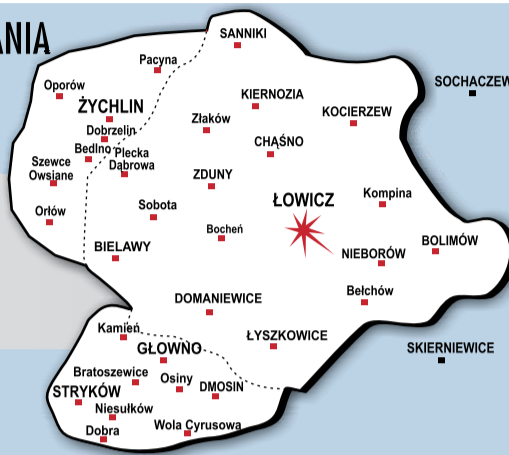 ANIA
SANNIKI
Pacyna
Oporów
SOCHACZEW
KIERNOZIA
ŻYCHLIN
KOCIERZEW
Złaków
Dobrzelin
CHĄŚNO
Bedlno
Plecka
Dąbrowa
Szewce
Owsiane
ZDUNY
Kompina
ŁOWICZ
Sobota
Orłów
Bocheń
BOLIMÓW
BIELAWY
NIEBORÓW
Bełchów
DOMANIEWICE
Kamień
ŁYSZKOWICE
GŁOWNO
SKIERNIEWICE
Bratoszewice
Osiny
DMOSIN
STRYKÓW
Niesułków
Wola Cyrusowa
Dobra